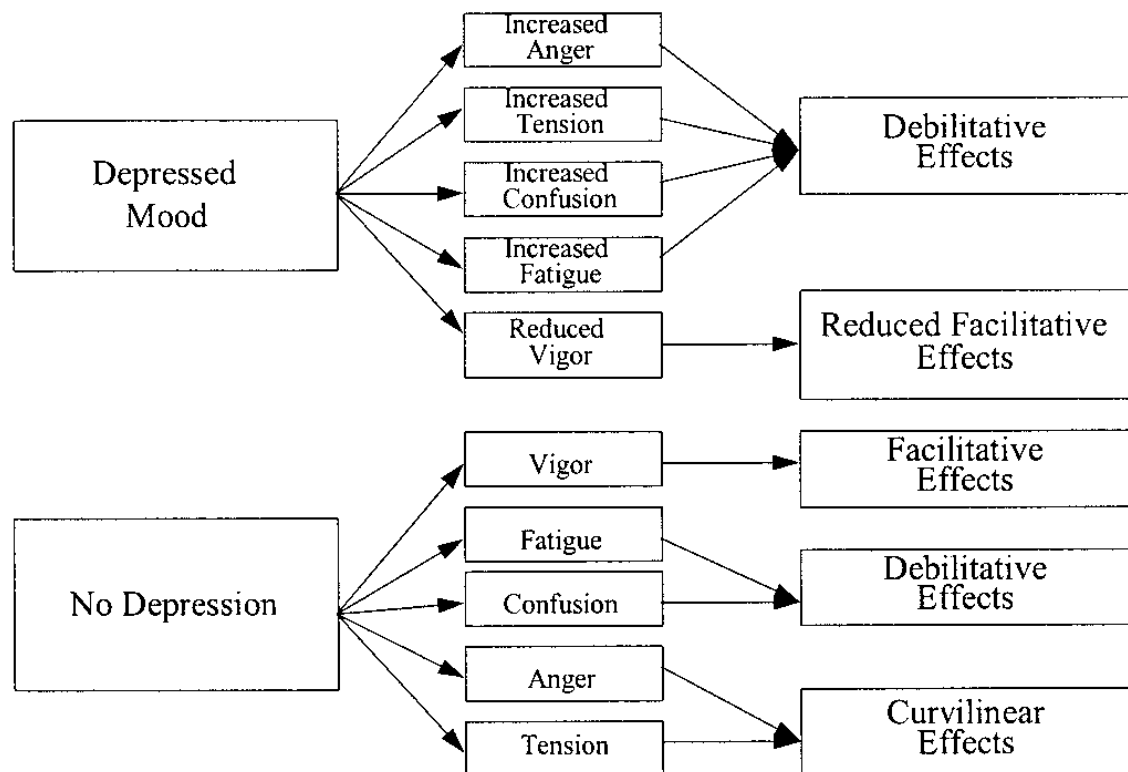 Increased
Anger
Increased
Tension
Debilitative
Effects
Depressed
Mood
Increased
Confusion
Increased
Fatigue
Reduced
Vigor
Reduced Facilitative
Effects
Vigor
Facilitative
Effects
Fatigue
Debilitative
Effects
No Depression
Confusion
Anger
Curvilinear
Effects
Tension